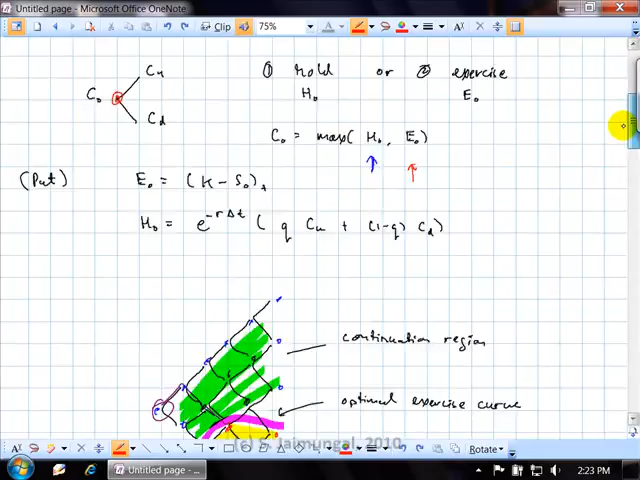 Untitled page - Microsoft Office OneNote
Clip
75%
Cu
C0
Cd
① Hold or ② exercise
H0 E0
C0 = max( H0, E0)
(Put) E0 = (K - S0)+
H0 = e^-rΔt ( q Cu + (1-q) Cd)
continuation region
optimal exercise curve
(c) S. Jaimungal, 2010
Rotate
Untitled page - Micr...
2:23 PM